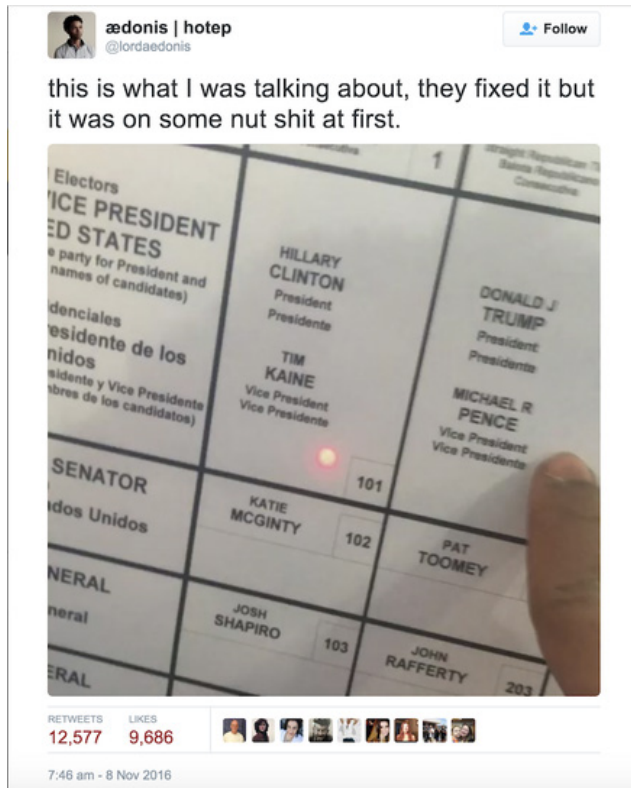 ædonis | hotep
@lordaedonis
Follow
this is what I was talking about, they fixed it but
it was on some nut shit at first.
1
Electors
ICE PRESIDENT
ED STATES
party for President and
names of candidates)
denciales
esidente de los
nidos
sidente y Vice Presidente
bres de los candidatos)
HILLARY
CLINTON
President
Presidente
TIM
KAINE
Vice President
Vice Presidente
101
DONALD J
TRUMP
President
Presidente
MICHAEL R
PENCE
Vice President
Vice Presidente
SENATOR
dos Unidos
KATIE
MCGINTY
102
PAT
TOOMEY
NERAL
neral
JOSH
SHAPIRO
103
JOHN
RAFFERTY
203
ERAL
RETWEETS
12,577
LIKES
9,686
7:46 am - 8 Nov 2016